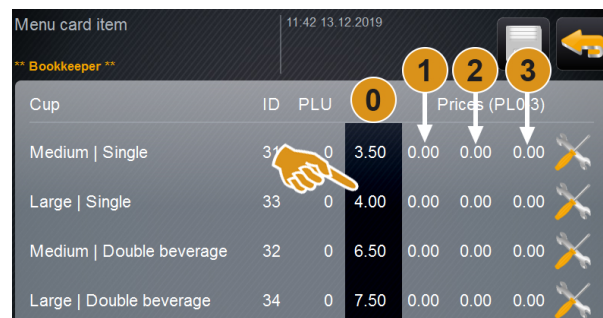 Menu card item 11:42 13.12.2019
** Bookkeeper **
1 2 3
Cup ID PLU 0 Prices (PL0-3)
Medium | Single 31 0 3.50 0.00 0.00 0.00
Large | Single 33 0 4.00 0.00 0.00 0.00
Medium | Double beverage 32 0 6.50 0.00 0.00 0.00
Large | Double beverage 34 0 7.50 0.00 0.00 0.00